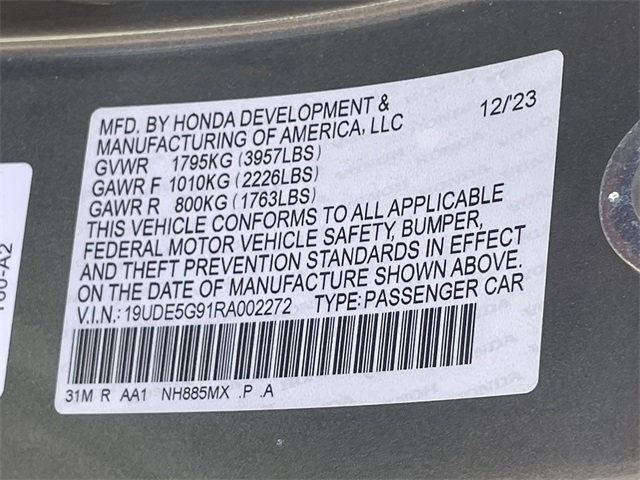 MFD. BY HONDA DEVELOPMENT & 12/'23
MANUFACTURING OF AMERICA, LLC
GVWR 1795KG (3957LBS)
GAWR F 1010KG (2226LBS)
GAWR R 800KG (1763LBS)
THIS VEHICLE CONFORMS TO ALL APPLICABLE
FEDERAL MOTOR VEHICLE SAFETY, BUMPER,
AND THEFT PREVENTION STANDARDS IN EFFECT
ON THE DATE OF MANUFACTURE SHOWN ABOVE.
V.I.N.: 19UDE5G91RA002272 TYPE: PASSENGER CAR
31M R AA1 NH885MX .P .A